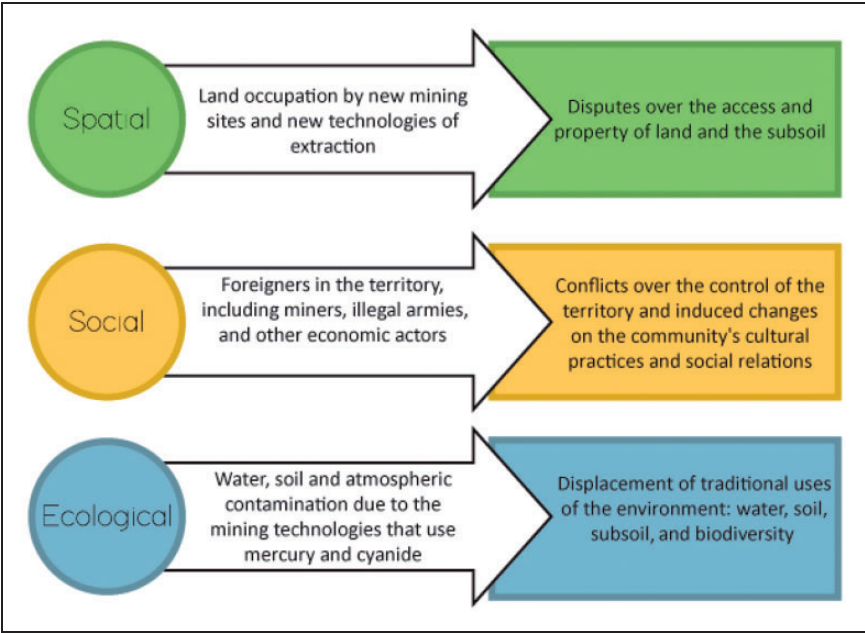 Spatial
Land occupation by new mining
sites and new technologies of
extraction
Disputes over the access and
property of land and the subsoil
Social
Foreigners in the territory,
including miners, illegal armies,
and other economic actors
Conflicts over the control of the
territory and induced changes
on the community's cultural
practices and social relations
Ecological
Water, soil and atmospheric
contamination due to the
mining technologies that use
mercury and cyanide
Displacement of traditional uses
of the environment: water, soil,
subsoil, and biodiversity